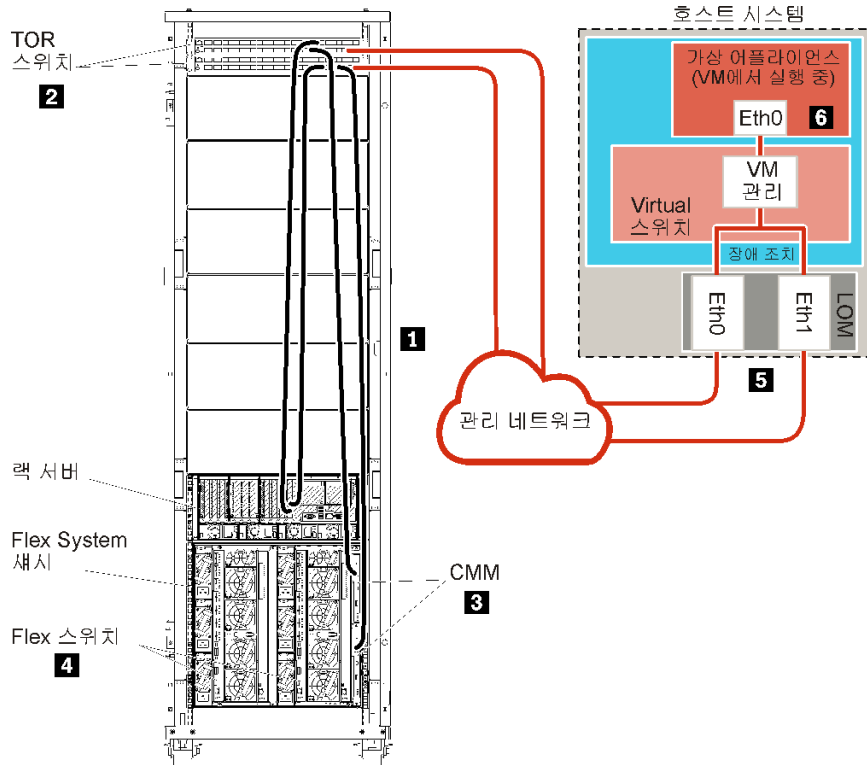 TOR
스위치
2
1
랙 서버
Flex System
섀시
Flex 스위치
4
CMM
3
호스트 시스템
가상 어플라이언스
(VM에서 실행 중)
Eth0
6
VM
관리
Virtual
스위치
장애 조치
Eth0
Eth1
LOM
5
관리 네트워크